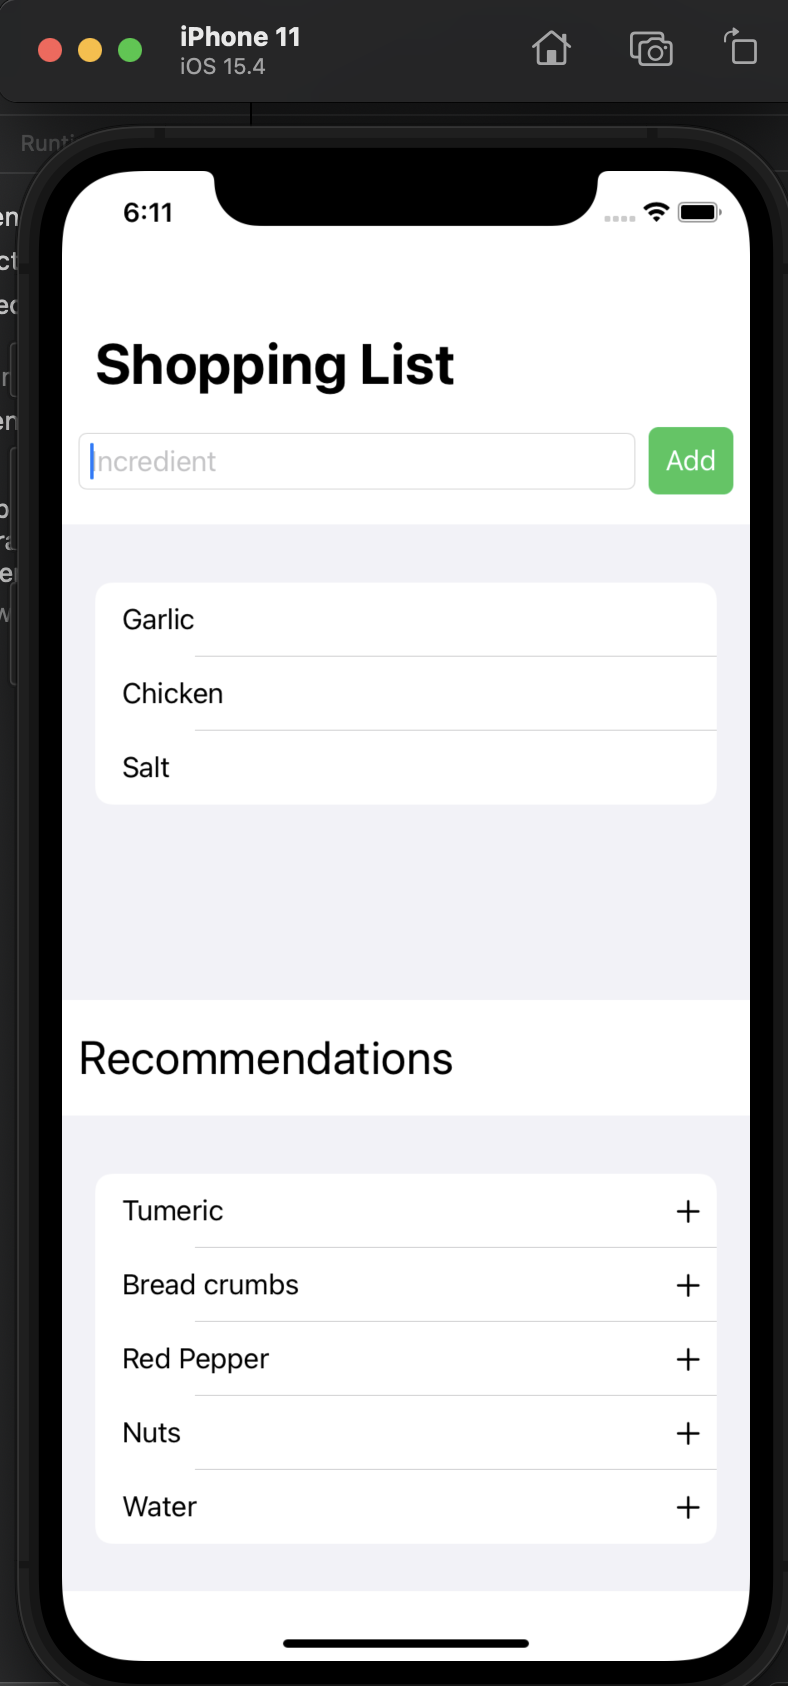 iPhone 11
iOS 15.4
6:11
Shopping List
Incredient
Add
Garlic
Chicken
Salt
Recommendations
Tumeric
Bread crumbs
Red Pepper
Nuts
Water